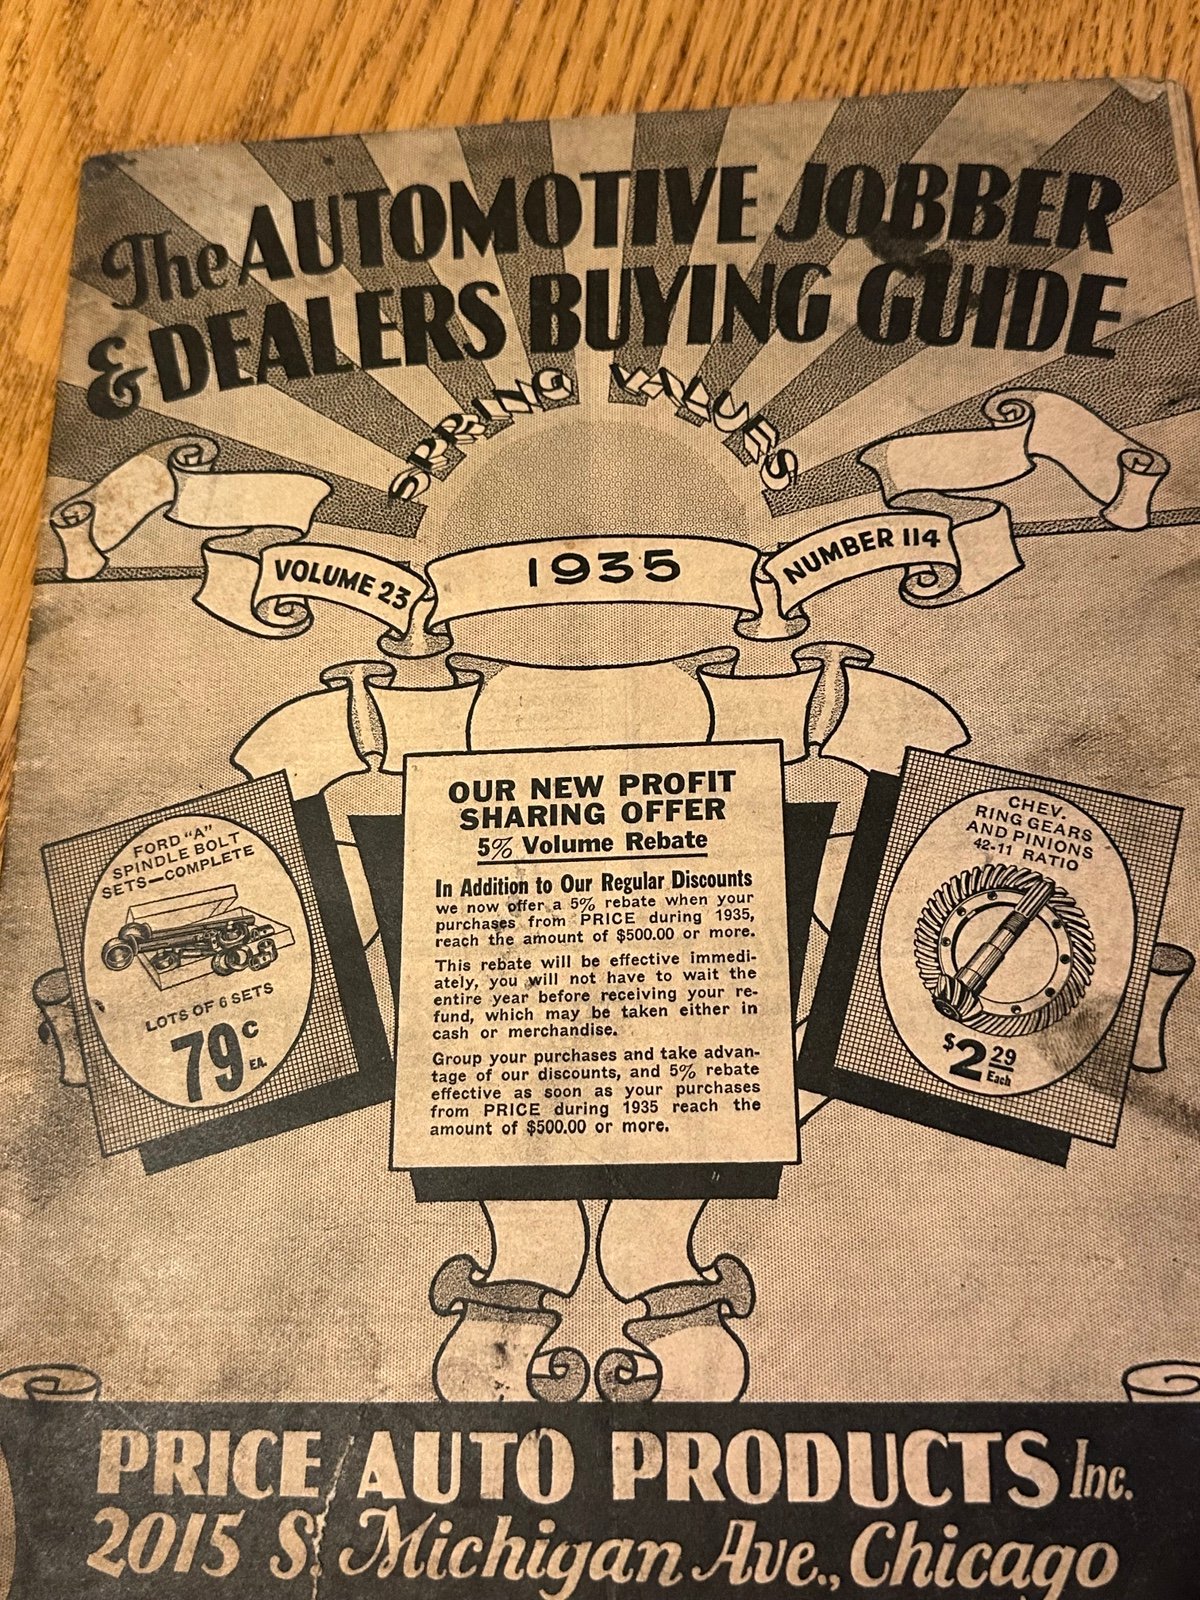 The AUTOMOTIVE JOBBER
& DEALERS BUYING GUIDE
SPRING VALUES
VOLUME 23
1935
NUMBER 114
FORD "A"
SPINDLE BOLT
SETS—COMPLETE
LOTS OF 6 SETS
79c EA.
OUR NEW PROFIT
SHARING OFFER
5% Volume Rebate
In Addition to Our Regular Discounts
we now offer a 5% rebate when your
purchases from PRICE during 1935,
reach the amount of $500.00 or more.
This rebate will be effective immedi-
ately, you will not have to wait the
entire year before receiving your re-
fund, which may be taken either in
cash or merchandise.
Group your purchases and take advan-
tage of our discounts, and 5% rebate
effective as soon as your purchases
from PRICE during 1935 reach the
amount of $500.00 or more.
CHEV.
RING GEARS
AND PINIONS
42-11 RATIO
$2.29 Each
PRICE AUTO PRODUCTS Inc.
2015 S. Michigan Ave., Chicago